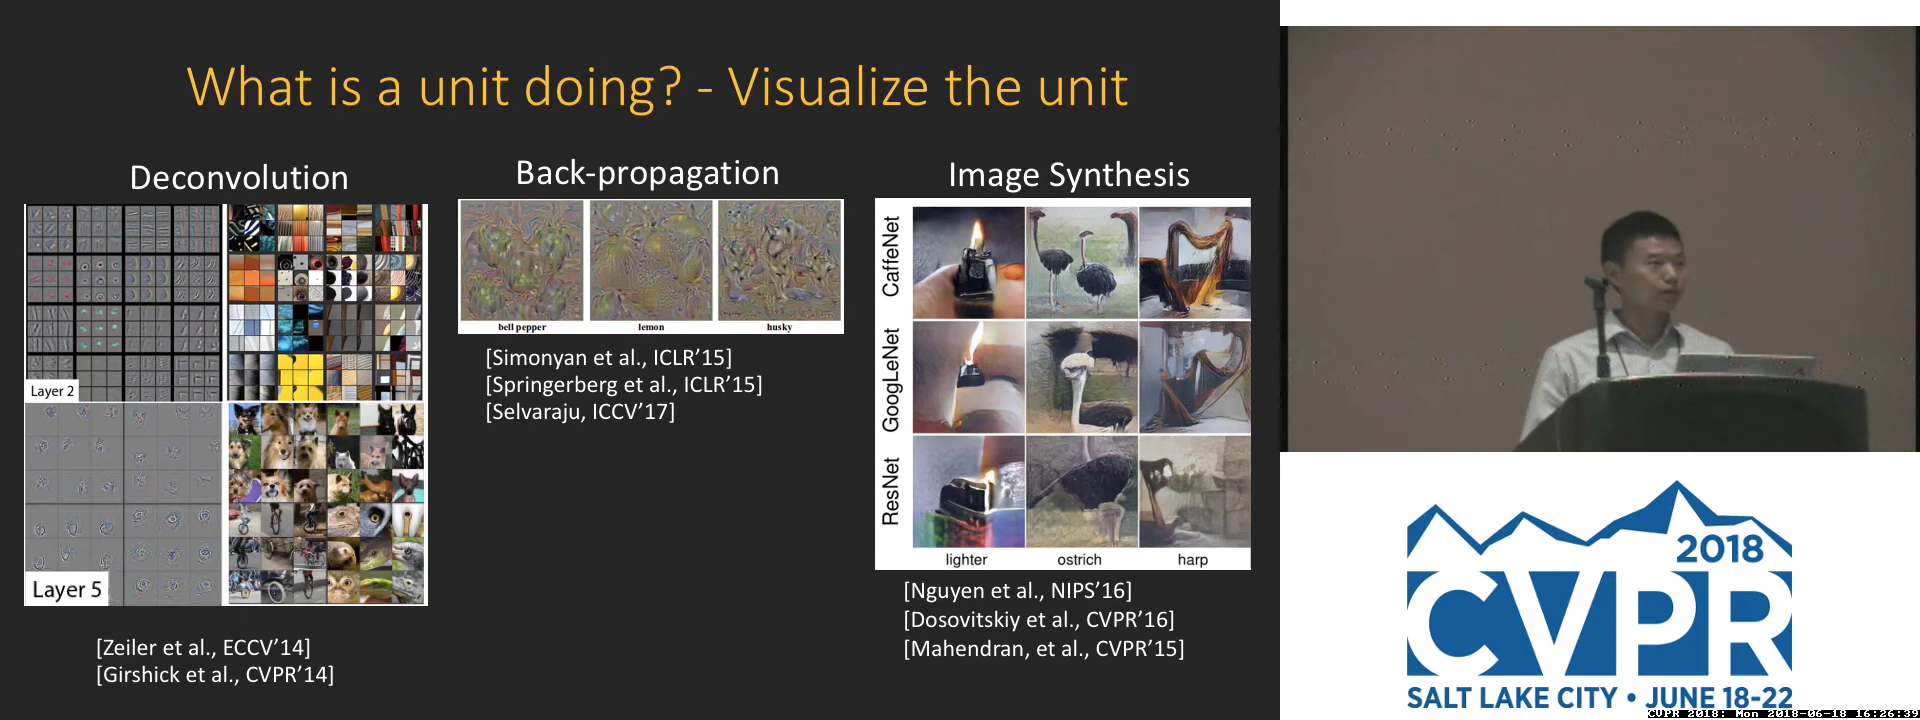 What is a unit doing? - Visualize the unit
Deconvolution
Layer 2
Layer 5
[Zeiler et al., ECCV’14]
[Girshick et al., CVPR’14]
Back-propagation
bell pepper
lemon
husky
[Simonyan et al., ICLR’15]
[Springerberg et al., ICLR’15]
[Selvaraju, ICCV’17]
Image Synthesis
CaffeNet
GoogLeNet
ResNet
lighter
ostrich
harp
[Nguyen et al., NIPS’16]
[Dosovitskiy et al., CVPR’16]
[Mahendran, et al., CVPR’15]
2018
CVPR
SALT LAKE CITY • JUNE 18-22
CVPR 2018: Mon 2018-06-18 16:26:39